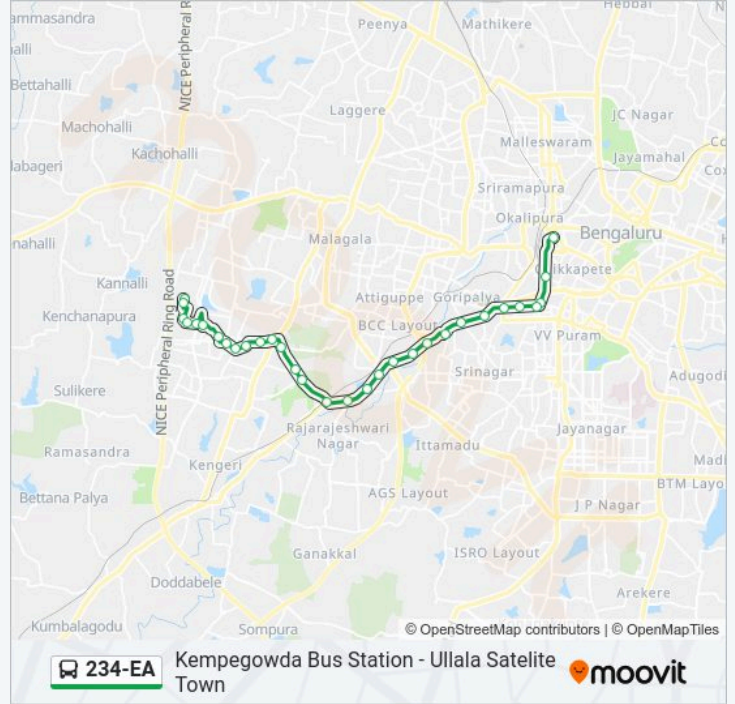 ammasandra
Peenya
Mathikere
Hebbal
NICE Peripheral R
alli
Bettahalli
Laggere
JC Nagar
Machohalli
Malleswaram
Kachohalli
Jayamahal
labageri
Sriramapura
Okalipura
Bengaluru
nahalli
Malagala
Chikkapete
Kannalli
Attiguppe
Goripalya
Kenchanapura
BCC Layout
VV Puram
NICE Peripheral Ring Road
Srinagar
Adugodi
Sulikere
Rajarajeshwari
Nagar
Jayanagar
Ramasandra
Ittamadu
Kengeri
Madi
BTM Layo
Bettana Palya
AGS Layout
J P Nagar
Ganakkal
ISRO Layout
Doddabele
Arekere
Kumbalagodu
Sompura
© OpenStreetMap contributors | © OpenMapTiles
234-EA
Kempegowda Bus Station - Ullala Satelite
Town
moovit